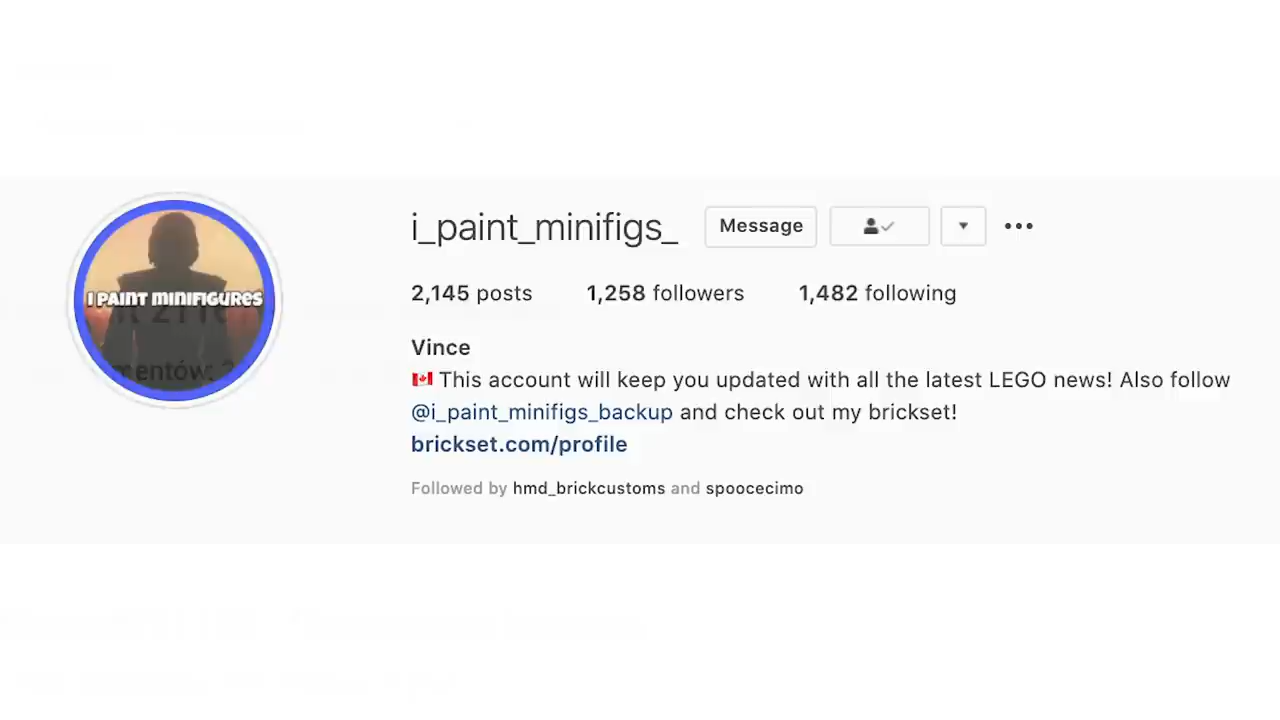 i_paint_minifigs_ Message
2,145 posts 1,258 followers 1,482 following
I PAINT MINIFIGURES
Vince
🇨🇦 This account will keep you updated with all the latest LEGO news! Also follow
@i_paint_minifigs_backup and check out my brickset!
brickset.com/profile
Followed by hmd_brickcustoms and spoocecimo